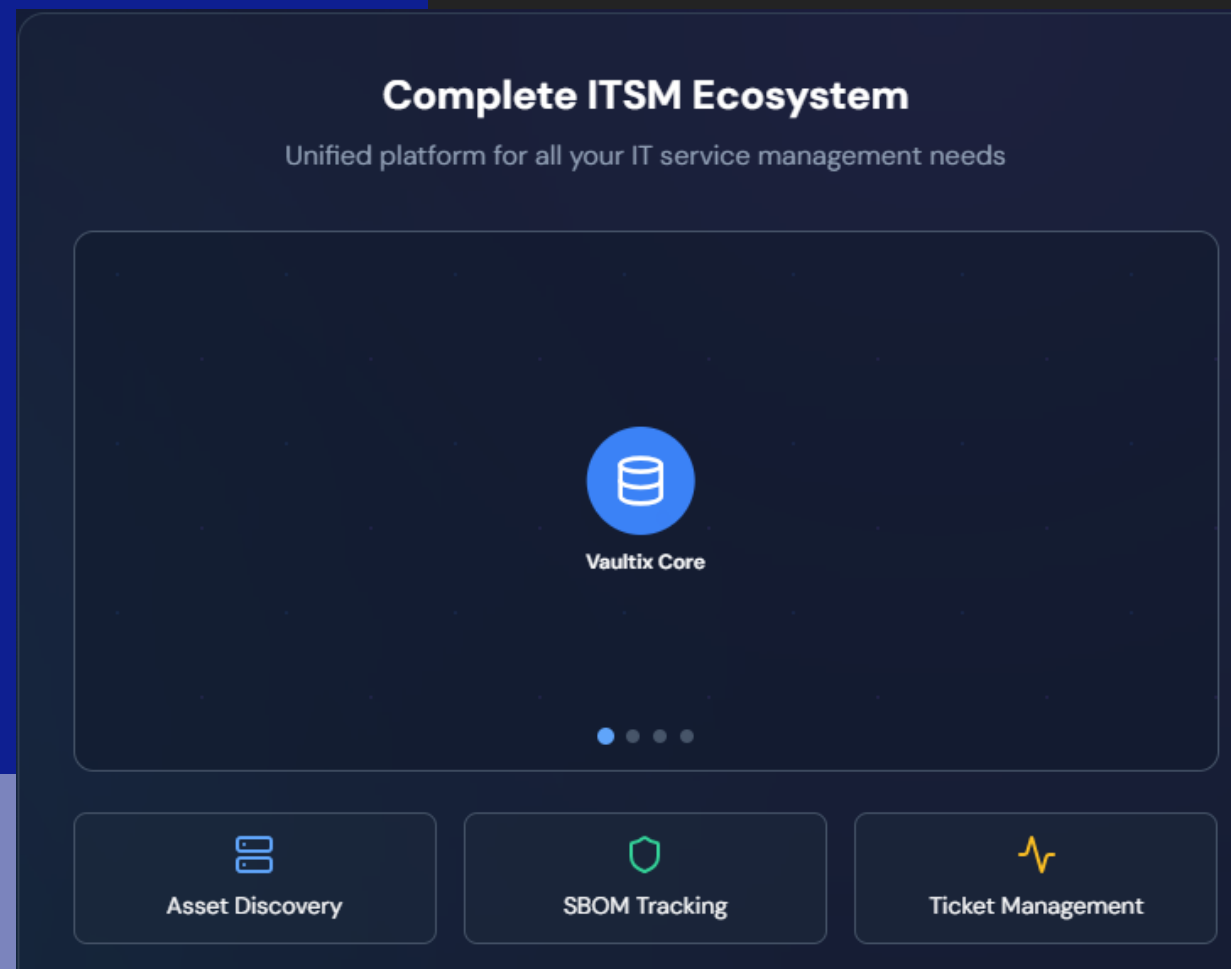 Complete ITSM Ecosystem
Unified platform for all your IT service management needs
Vaultix Core
Asset Discovery
SBOM Tracking
Ticket Management